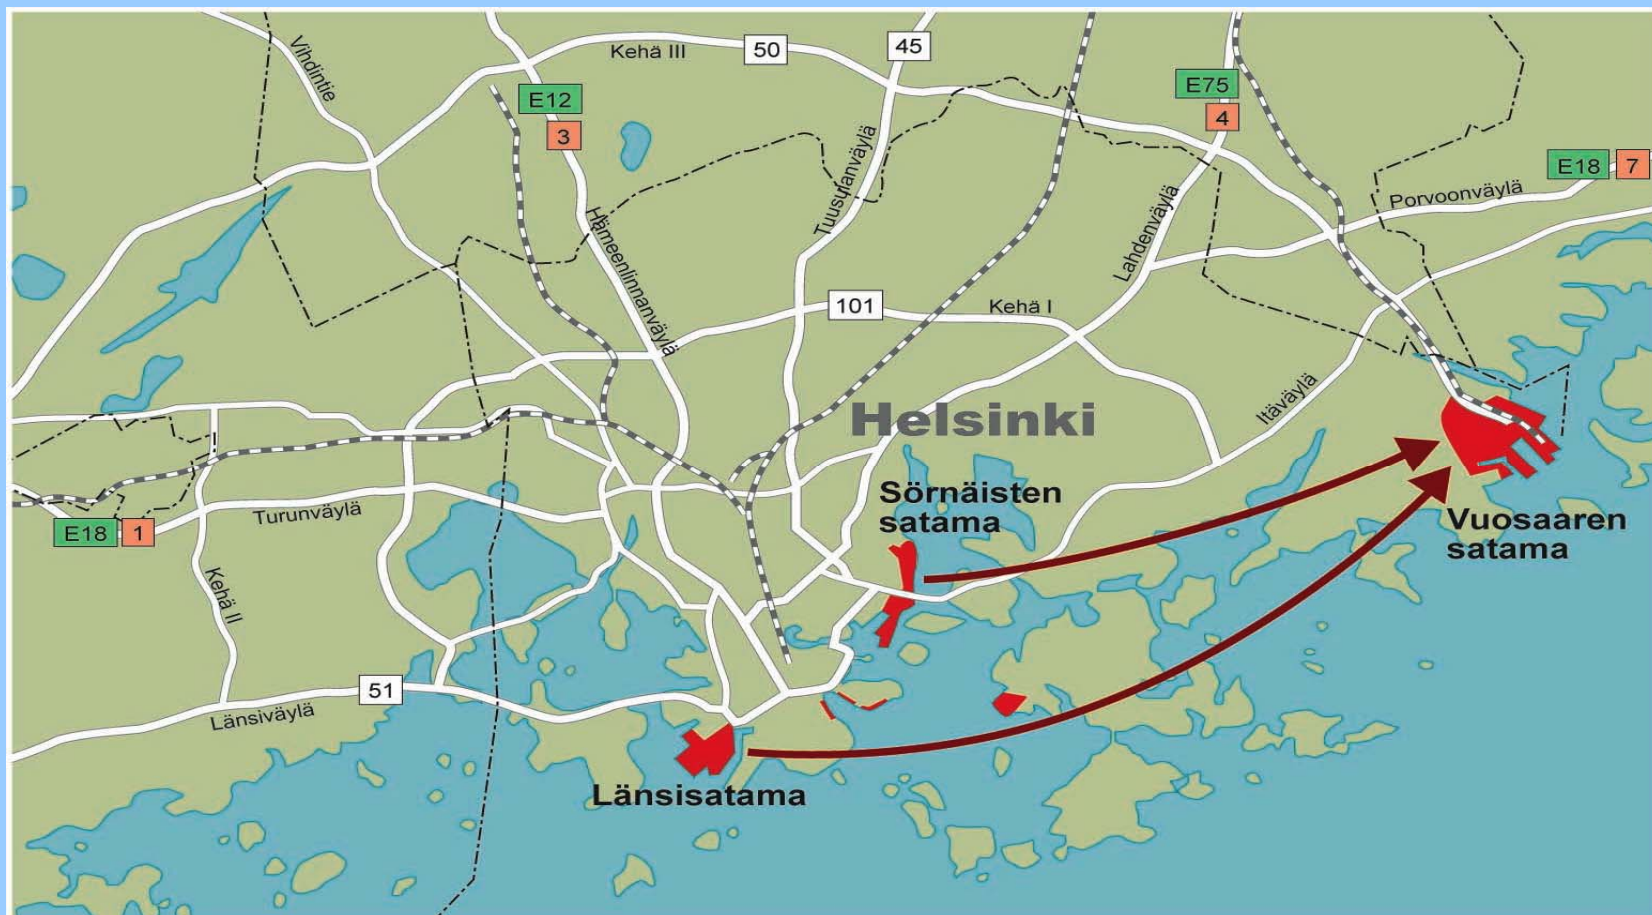 Vihdintie
Kehä III
50
45
E12
3
E75
4
E18
7
Porvoonväylä
Tuusulanväylä
Hämeenlinnanväylä
Lahdenväylä
101
Kehä I
Itäväylä
Helsinki
Sörnäisten
satama
Vuosaaren
satama
E18
1
Turunväylä
Kehä II
51
Länsiväylä
Länsisatama